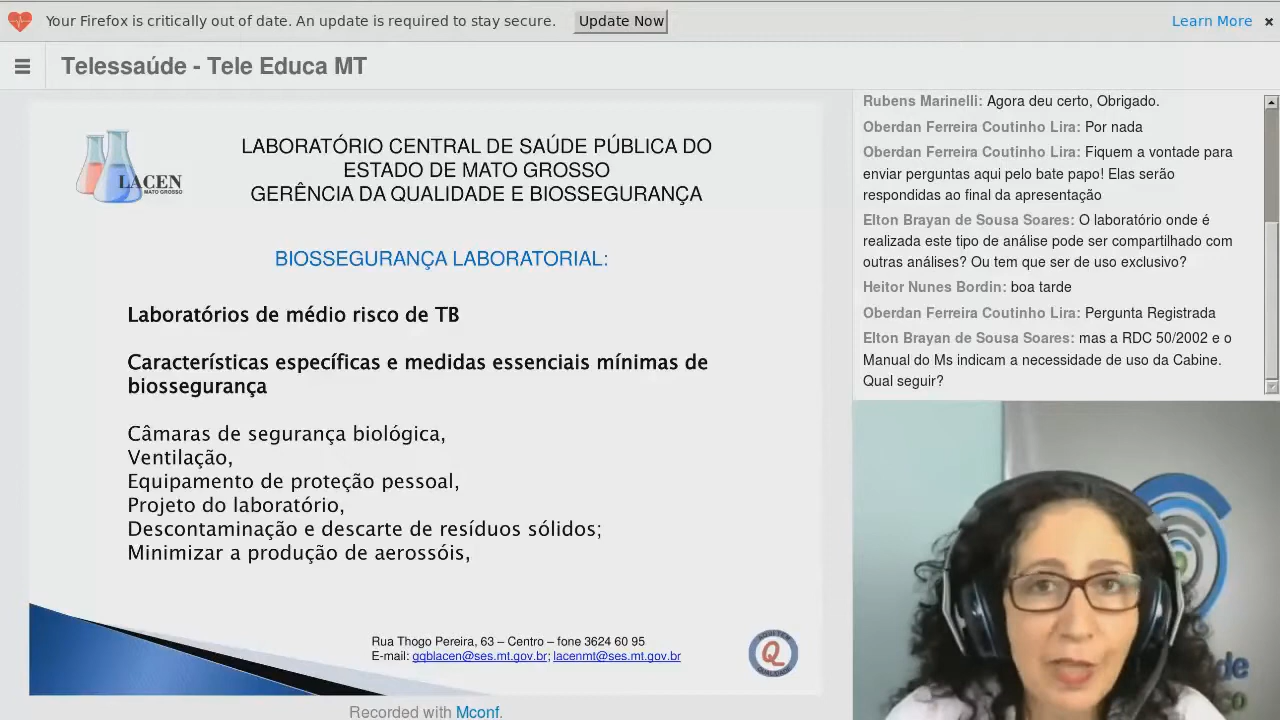 Your Firefox is critically out of date. An update is required to stay secure.
Update Now
Learn More
Telessaúde - Tele Educa MT
LACEN
MATO GROSSO
LABORATÓRIO CENTRAL DE SAÚDE PÚBLICA DO
ESTADO DE MATO GROSSO
GERÊNCIA DA QUALIDADE E BIOSSEGURANÇA
BIOSSEGURANÇA LABORATORIAL:
Laboratórios de médio risco de TB
Características específicas e medidas essenciais mínimas de
biossegurança
Câmaras de segurança biológica,
Ventilação,
Equipamento de proteção pessoal,
Projeto do laboratório,
Descontaminação e descarte de resíduos sólidos;
Minimizar a produção de aerossóis,
Rua Thogo Pereira, 63 – Centro – fone 3624 60 95
E-mail: gqblacen@ses.mt.gov.br; lacenmt@ses.mt.gov.br
AQUI TEM
Q
QUALIDADE
Recorded with Mconf.
Rubens Marinelli: Agora deu certo, Obrigado.
Oberdan Ferreira Coutinho Lira: Por nada
Oberdan Ferreira Coutinho Lira: Fiquem a vontade para
enviar perguntas aqui pelo bate papo! Elas serão
respondidas ao final da apresentação
Elton Brayan de Sousa Soares: O laboratório onde é
realizada este tipo de análise pode ser compartilhado com
outras análises? Ou tem que ser de uso exclusivo?
Heitor Nunes Bordin: boa tarde
Oberdan Ferreira Coutinho Lira: Pergunta Registrada
Elton Brayan de Sousa Soares: mas a RDC 50/2002 e o
Manual do Ms indicam a necessidade de uso da Cabine.
Qual seguir?